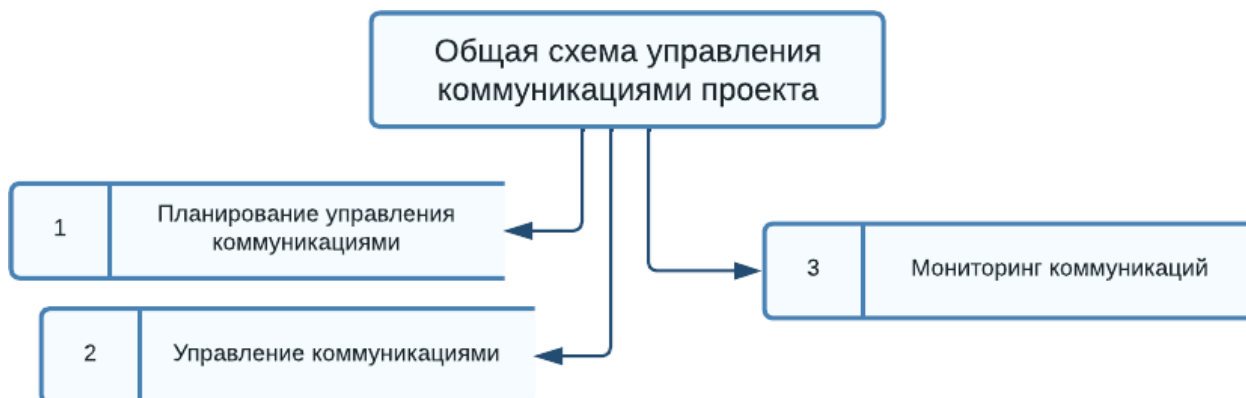 Общая схема управления
коммуникациями проекта
1
Планирование управления
коммуникациями
2
Управление коммуникациями
3
Мониторинг коммуникаций